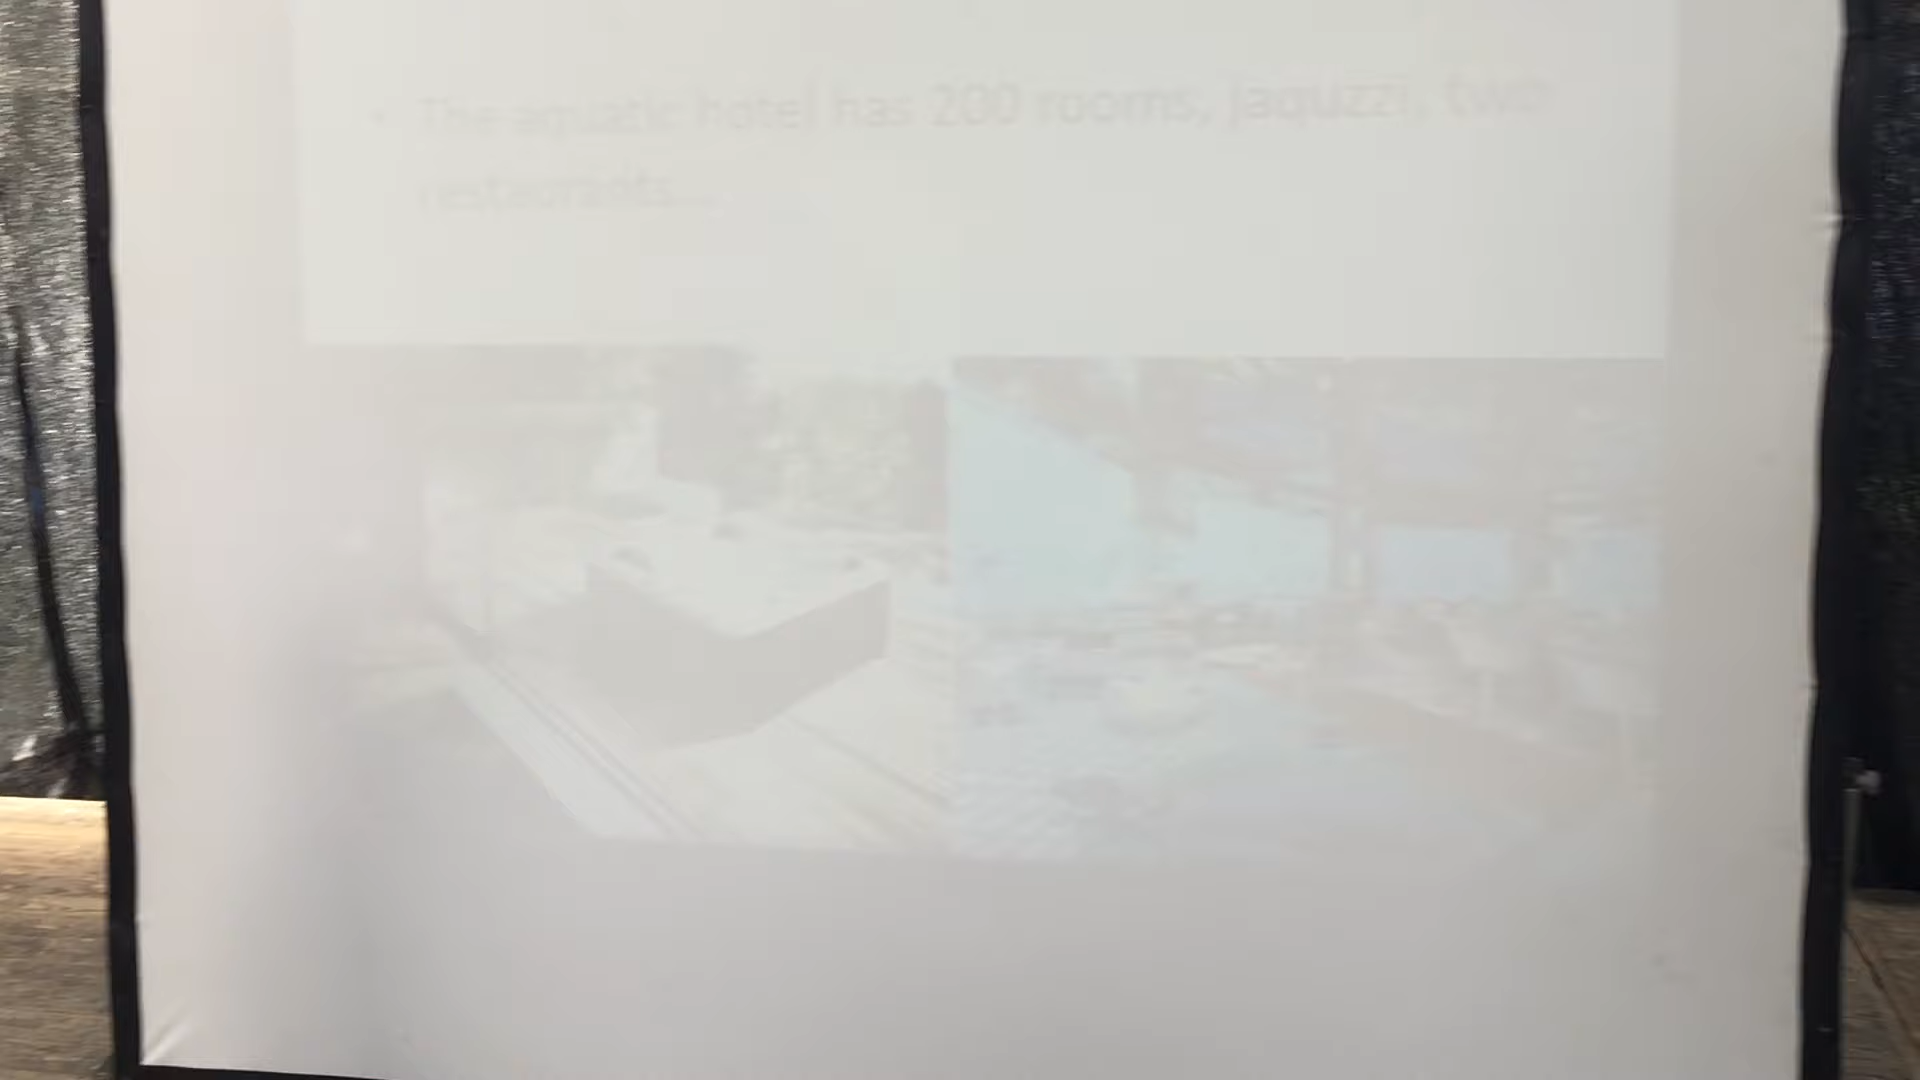 • The aquatic hotel has 200 rooms, jaquzzi, two
restaurants...